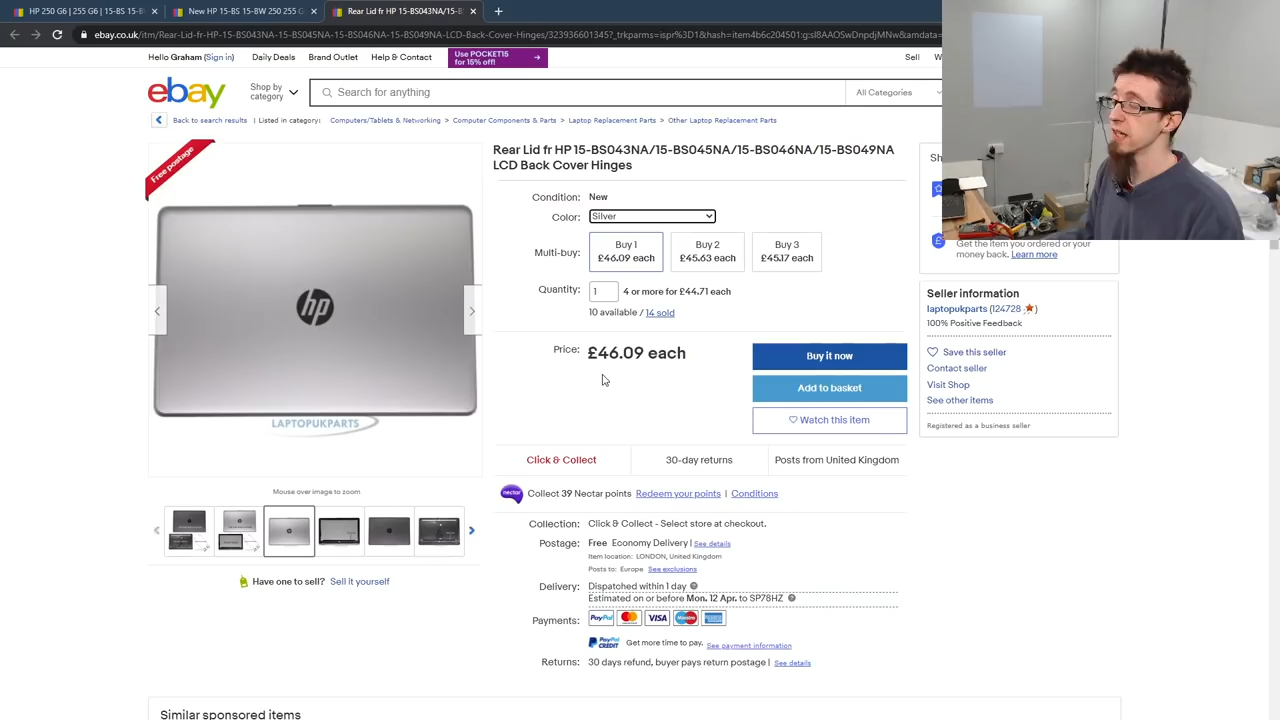 HP 250 G6 | 255 G6 | 15-BS | 15-
New HP 15-BS 15-BW 250 255 G
Rear Lid fr HP 15-BS043NA/15-B
ebay.co.uk/itm/Rear-Lid-fr-HP-15-BS043NA-15-BS045NA-15-BS046NA-15-BS049NA-LCD-Back-Cover-Hinges/323936601345?_trkparms=ispr%3D1&hash=item4b6c204501:g:sl8AAOSwDnpdjMNw&amdata=
Hello Graham (Sign in)
Daily Deals
Brand Outlet
Help & Contact
Use POCKET15
for 15% off!
Sell
ebay
Shop by
category
Search for anything
All Categories
Back to search results
Listed in category:
Computers/Tablets & Networking > Computer Components & Parts > Laptop Replacement Parts > Other Laptop Replacement Parts
Free postage
hp
LAPTOPUKPARTS
Mouse over image to zoom
Have one to sell? Sell it yourself
Rear Lid fr HP 15-BS043NA/15-BS045NA/15-BS046NA/15-BS049NA
LCD Back Cover Hinges
Condition: New
Color: Silver
Multi-buy:
Buy 1
£46.09 each
Buy 2
£45.63 each
Buy 3
£45.17 each
Quantity: 1 4 or more for £44.71 each
10 available / 14 sold
Price: £46.09 each
Buy it now
Add to basket
Watch this item
Click & Collect
30-day returns
Posts from United Kingdom
nectar Collect 39 Nectar points Redeem your points | Conditions
Collection: Click & Collect - Select store at checkout.
Postage: Free Economy Delivery | See details
Item location: LONDON, United Kingdom
Posts to: Europe See exclusions
Delivery: Dispatched within 1 day
Estimated on or before Mon. 12 Apr. to SP78HZ
Payments: PayPal VISA
PayPal CREDIT Get more time to pay. See payment information
Returns: 30 days refund, buyer pays return postage | See details
Sh
Get the item you ordered or your
money back. Learn more
Seller information
laptopukparts (124728)
100% Positive Feedback
Save this seller
Contact seller
Visit Shop
See other items
Registered as a business seller
Similar sponsored items